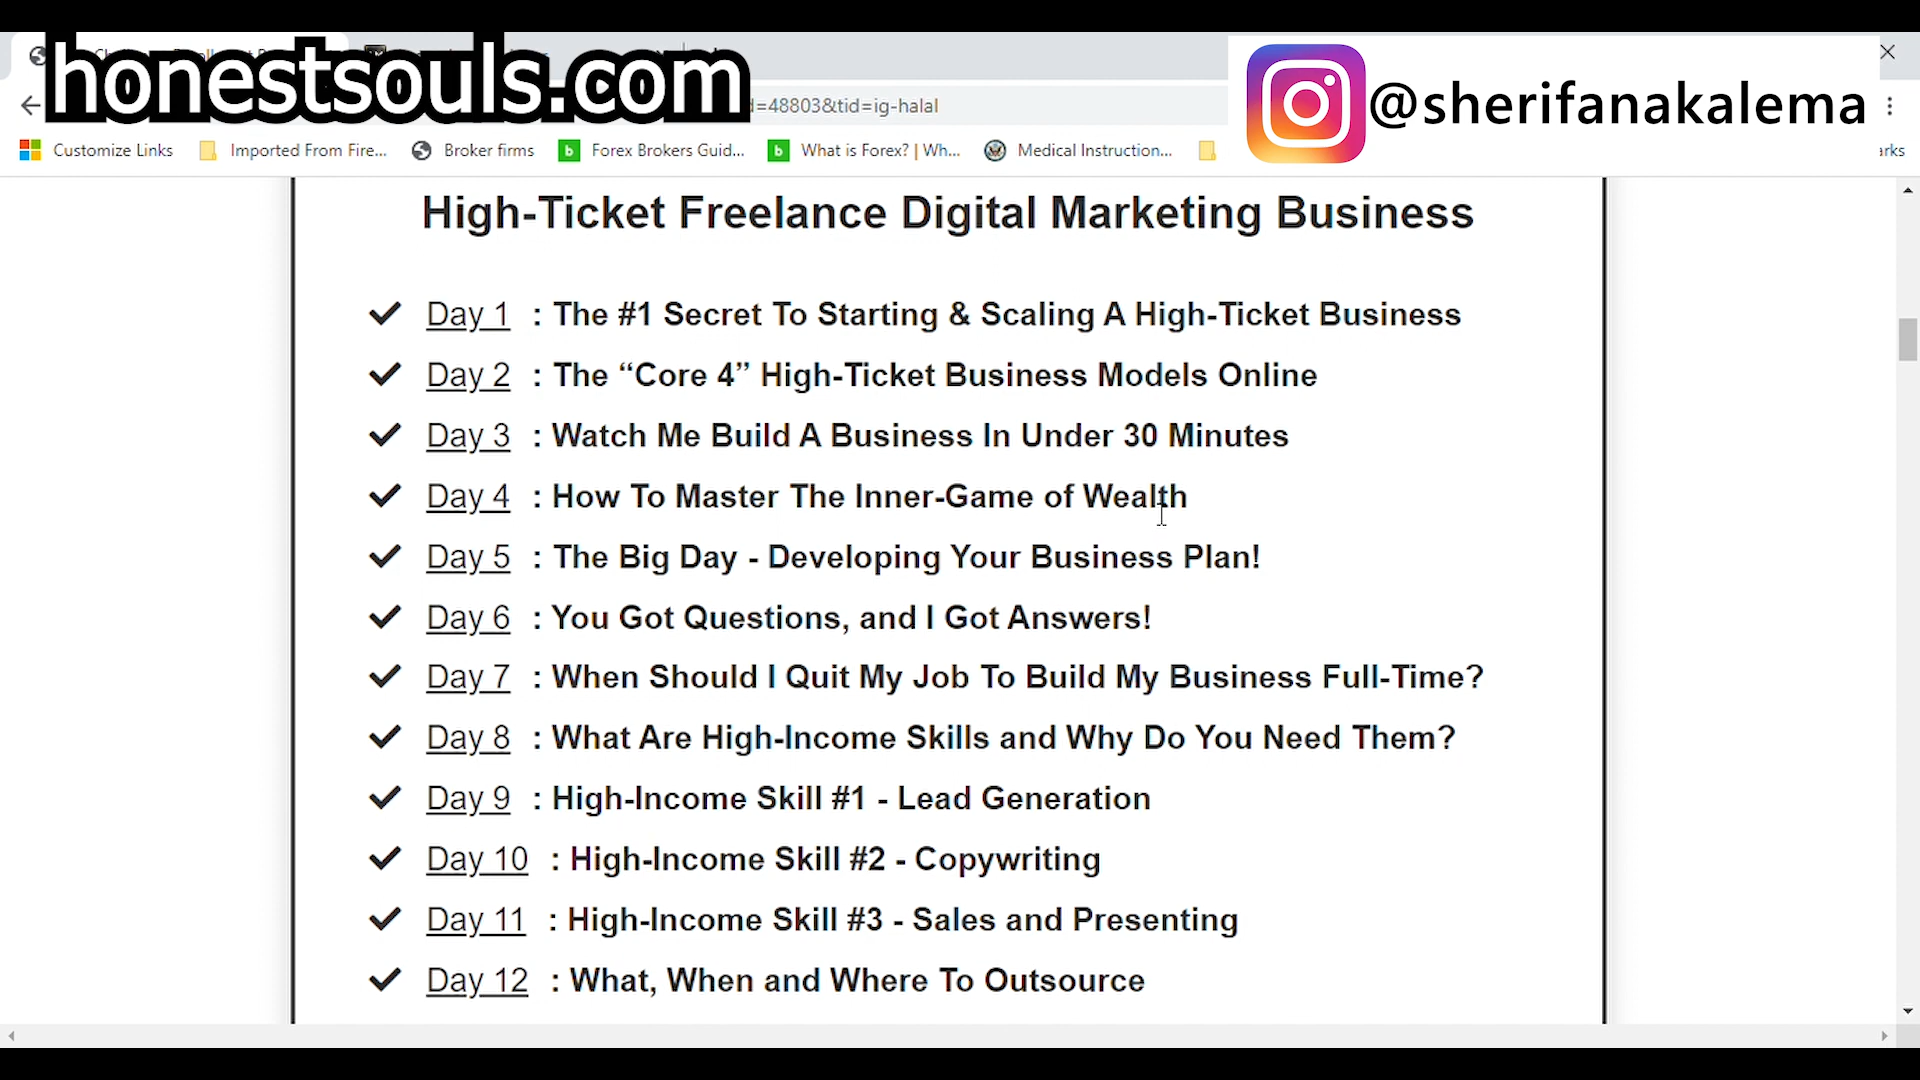 honestsouls.com
@sherifanakalema
d=48803&tid=ig-halal
Customize Links
Imported From Fire...
Broker firms
Forex Brokers Guid...
What is Forex? | Wh...
Medical Instruction...
arks
High-Ticket Freelance Digital Marketing Business
Day 1 : The #1 Secret To Starting & Scaling A High-Ticket Business
Day 2 : The “Core 4” High-Ticket Business Models Online
Day 3 : Watch Me Build A Business In Under 30 Minutes
Day 4 : How To Master The Inner-Game of Wealth
Day 5 : The Big Day - Developing Your Business Plan!
Day 6 : You Got Questions, and I Got Answers!
Day 7 : When Should I Quit My Job To Build My Business Full-Time?
Day 8 : What Are High-Income Skills and Why Do You Need Them?
Day 9 : High-Income Skill #1 - Lead Generation
Day 10 : High-Income Skill #2 - Copywriting
Day 11 : High-Income Skill #3 - Sales and Presenting
Day 12 : What, When and Where To Outsource